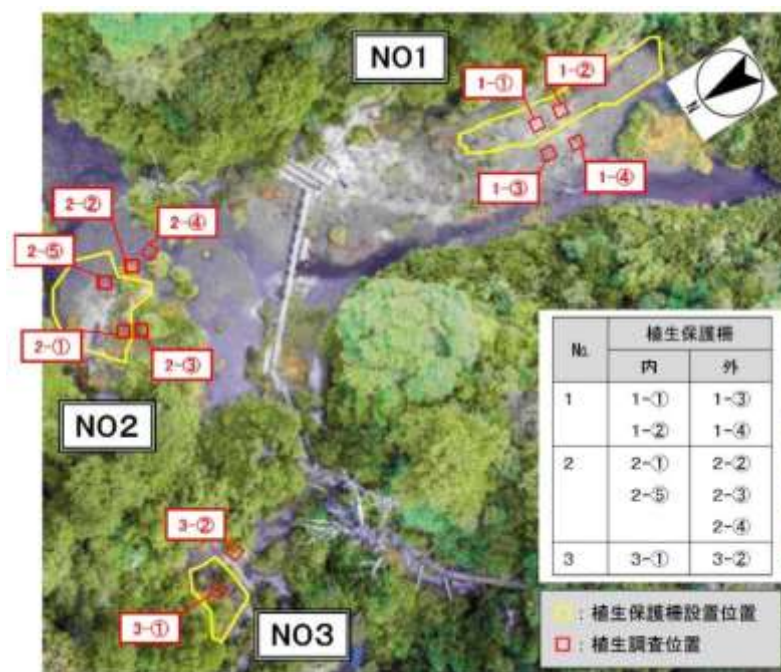 NO1
1-①
1-②
1-③
1-④
N
2-②
2-④
2-⑤
2-①
2-③
NO2
3-②
3-①
NO3
No. 植生保護柵
内 外
1 1-① 1-③
1-② 1-④
2 2-① 2-②
2-⑤ 2-③
2-④
3 3-① 3-②
：植生保護柵設置位置
：植生調査位置